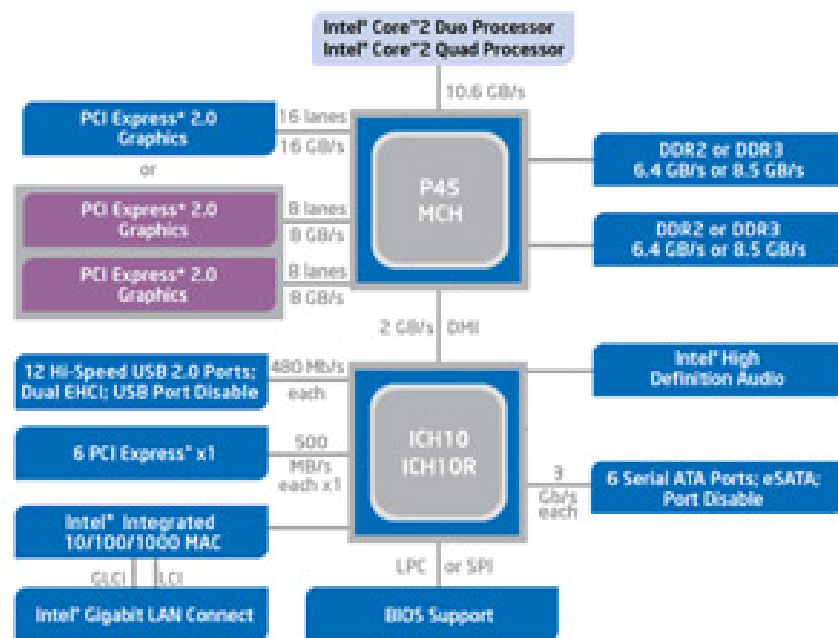 Intel® Core™2 Duo Processor
Intel® Core™2 Quad Processor
10.6 GB/s
PCI Express* 2.0
Graphics
16 lanes
16 GB/s
or
PCI Express* 2.0
Graphics
8 lanes
8 GB/s
PCI Express* 2.0
Graphics
8 lanes
8 GB/s
P45
MCH
DDR2 or DDR3
6.4 GB/s or 8.5 GB/s
DDR2 or DDR3
6.4 GB/s or 8.5 GB/s
2 GB/s DMI
12 Hi-Speed USB 2.0 Ports;
Dual EHCI; USB Port Disable
480 Mb/s
each
6 PCI Express* x1
500
MB/s
each x1
Intel® Integrated
10/100/1000 MAC
GLCI LCI
Intel® Gigabit LAN Connect
ICH10
ICH10R
Intel® High
Definition Audio
3
Gb/s
each
6 Serial ATA Ports; eSATA;
Port Disable
LPC or SPI
BIOS Support